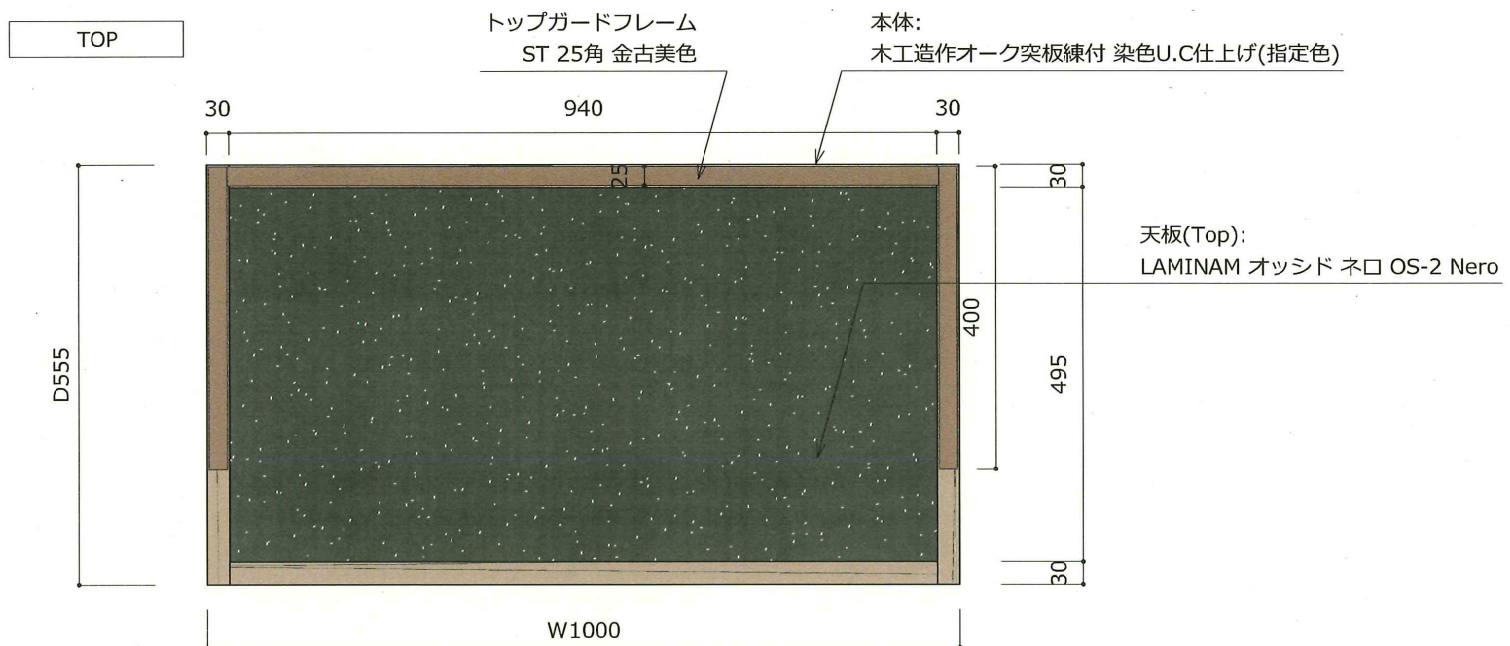 TOP
トップガードフレーム
ST 25角 金古美色
本体:
木工造作オーク突板練付 染色U.C仕上げ(指定色)
30
940
30
25
30
天板(Top):
LAMINAM オッシド ネロ OS-2 Nero
400
D555
495
30
W1000